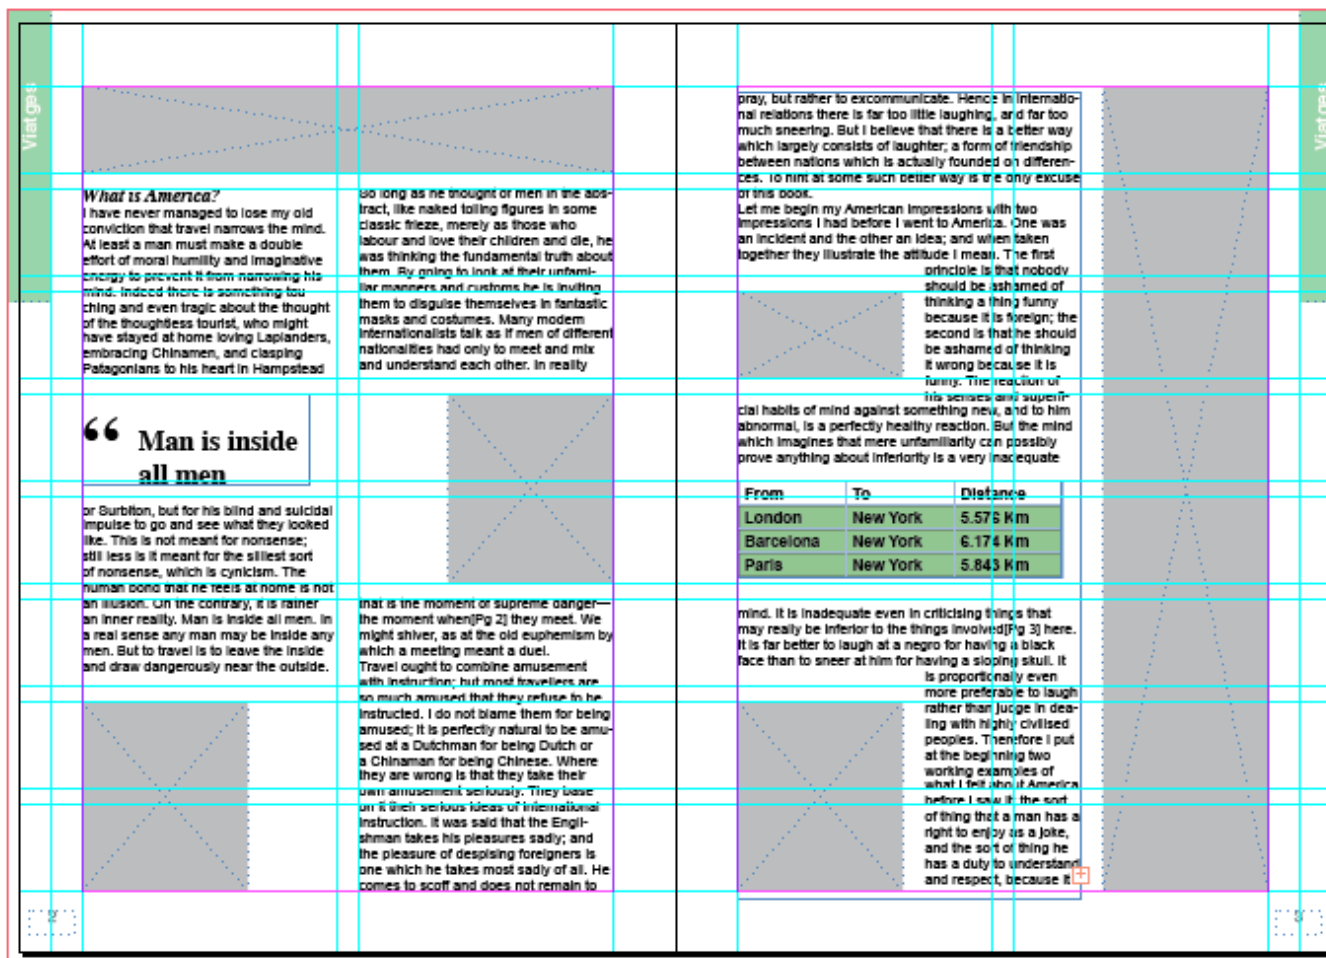 Viatges
What is America?
I have never managed to lose my old
conviction that travel narrows the mind.
At least a man must make a double
effort of moral humility and imaginative
energy to prevent it from narrowing his
mind. Indeed there is something tou-
ching and even tragic about the thought
of the thoughtless tourist, who might
have stayed at home loving Laplanders,
embracing Chinamen, and clasping
Patagonians to his heart in Hampstead
“ Man is inside
all men
or Surbiton, but for his blind and suicidal
impulse to go and see what they looked
like. This is not meant for nonsense;
still less is it meant for the silliest sort
of nonsense, which is cynicism. The
human bond that he feels at home is not
an illusion. On the contrary, it is rather
an inner reality. Man is inside all men. In
a real sense any man may be inside any
men. But to travel is to leave the inside
and draw dangerously near the outside.
So long as he thought of men in the abs-
tract, like naked toiling figures in some
classic frieze, merely as those who
labour and love their children and die, he
was thinking the fundamental truth about
them. By going to look at their unfami-
liar manners and customs he is inviting
them to disguise themselves in fantastic
masks and costumes. Many modern
internationalists talk as if men of different
nationalities had only to meet and mix
and understand each other. In reality
that is the moment of supreme danger—
the moment when[Pg 2] they meet. We
might shiver, as at the old euphemism by
which a meeting meant a duel.
Travel ought to combine amusement
with instruction; but most travellers are
so much amused that they refuse to be
instructed. I do not blame them for being
amused; it is perfectly natural to be amu-
sed at a Dutchman for being Dutch or
a Chinaman for being Chinese. Where
they are wrong is that they take their
own amusement seriously. They base
on it their serious ideas of international
instruction. It was said that the Engli-
shman takes his pleasures sadly; and
the pleasure of despising foreigners is
one which he takes most sadly of all. He
comes to scoff and does not remain to
2
pray, but rather to excommunicate. Hence in internatio-
nal relations there is far too little laughing, and far too
much sneering. But I believe that there is a better way
which largely consists of laughter; a form of friendship
between nations which is actually founded on differen-
ces. To hint at some such better way is the only excuse
of this book.
Let me begin my American impressions with two
impressions I had before I went to America. One was
an incident and the other an idea; and when taken
together they illustrate the attitude I mean. The first
principle is that nobody
should be ashamed of
thinking a thing funny
because it is foreign; the
second is that he should
be ashamed of thinking
it wrong because it is
funny. The reaction of
his senses and superfi-
cial habits of mind against something new, and to him
abnormal, is a perfectly healthy reaction. But the mind
which imagines that mere unfamiliarity can possibly
prove anything about inferiority is a very inadequate
From To Distance
London New York 5.576 Km
Barcelona New York 6.174 Km
Paris New York 5.843 Km
mind. It is inadequate even in criticising things that
may really be inferior to the things involved[Pg 3] here.
It is far better to laugh at a negro for having a black
face than to sneer at him for having a sloping skull. It
is proportionally even
more preferable to laugh
rather than judge in dea-
ling with highly civilised
peoples. Therefore I put
at the beginning two
working examples of
what I felt about America
before I saw it; the sort
of thing that a man has a
right to enjoy as a joke,
and the sort of thing he
has a duty to understand
and respect, because it
3
Viatges